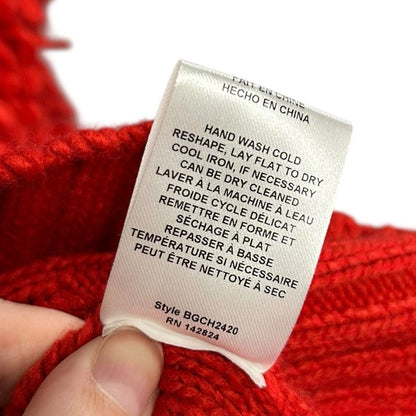 FAIT EN CHINE
HECHO EN CHINA
HAND WASH COLD
RESHAPE, LAY FLAT TO DRY
COOL IRON, IF NECESSARY
CAN BE DRY CLEANED
LAVER À LA MACHINE À L'EAU
FROIDE CYCLE DÉLICAT
REMETTRE EN FORME ET
SÉCHAGE À PLAT
REPASSER À BASSE
TEMPÉRATURE SI NÉCESSAIRE
PEUT ÊTRE NETTOYÉ À SEC
Style BGCH2420
RN 142824